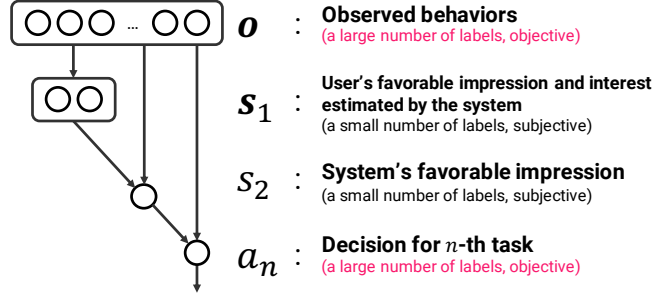 ... o : Observed behaviors
(a large number of labels, objective)
User's favorable impression and interest
s₁ : estimated by the system
(a small number of labels, subjective)
s₂ : System's favorable impression
(a small number of labels, subjective)
aₙ : Decision for n-th task
(a large number of labels, objective)